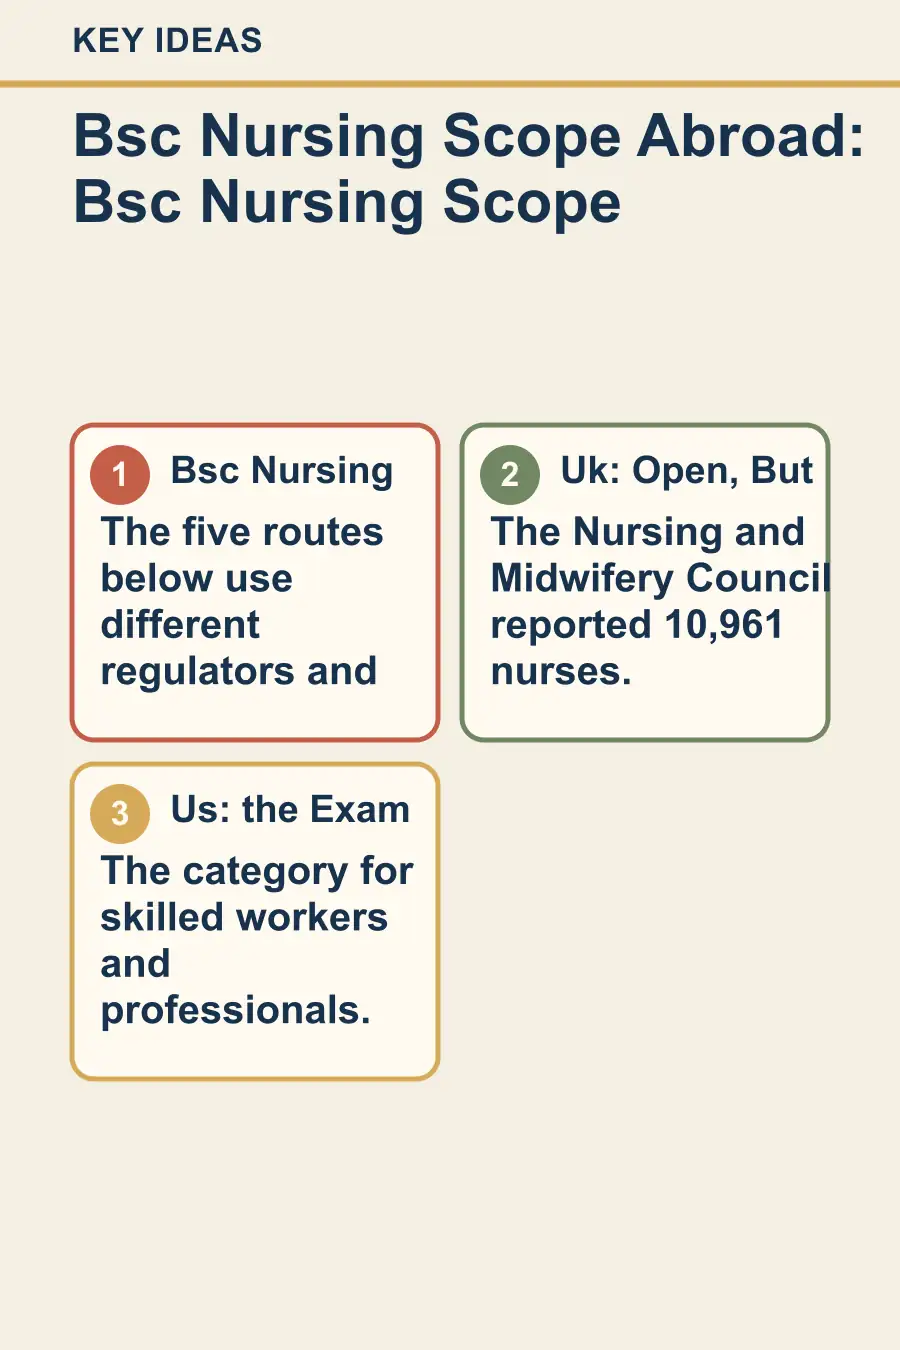 KEY IDEAS
Bsc Nursing Scope Abroad:
Bsc Nursing Scope
1 Bsc Nursing
The five routes
below use
different
regulators and
2 Uk: Open, But
The Nursing and
Midwifery Council
reported 10,961
nurses.
3 Us: the Exam
The category for
skilled workers
and
professionals.